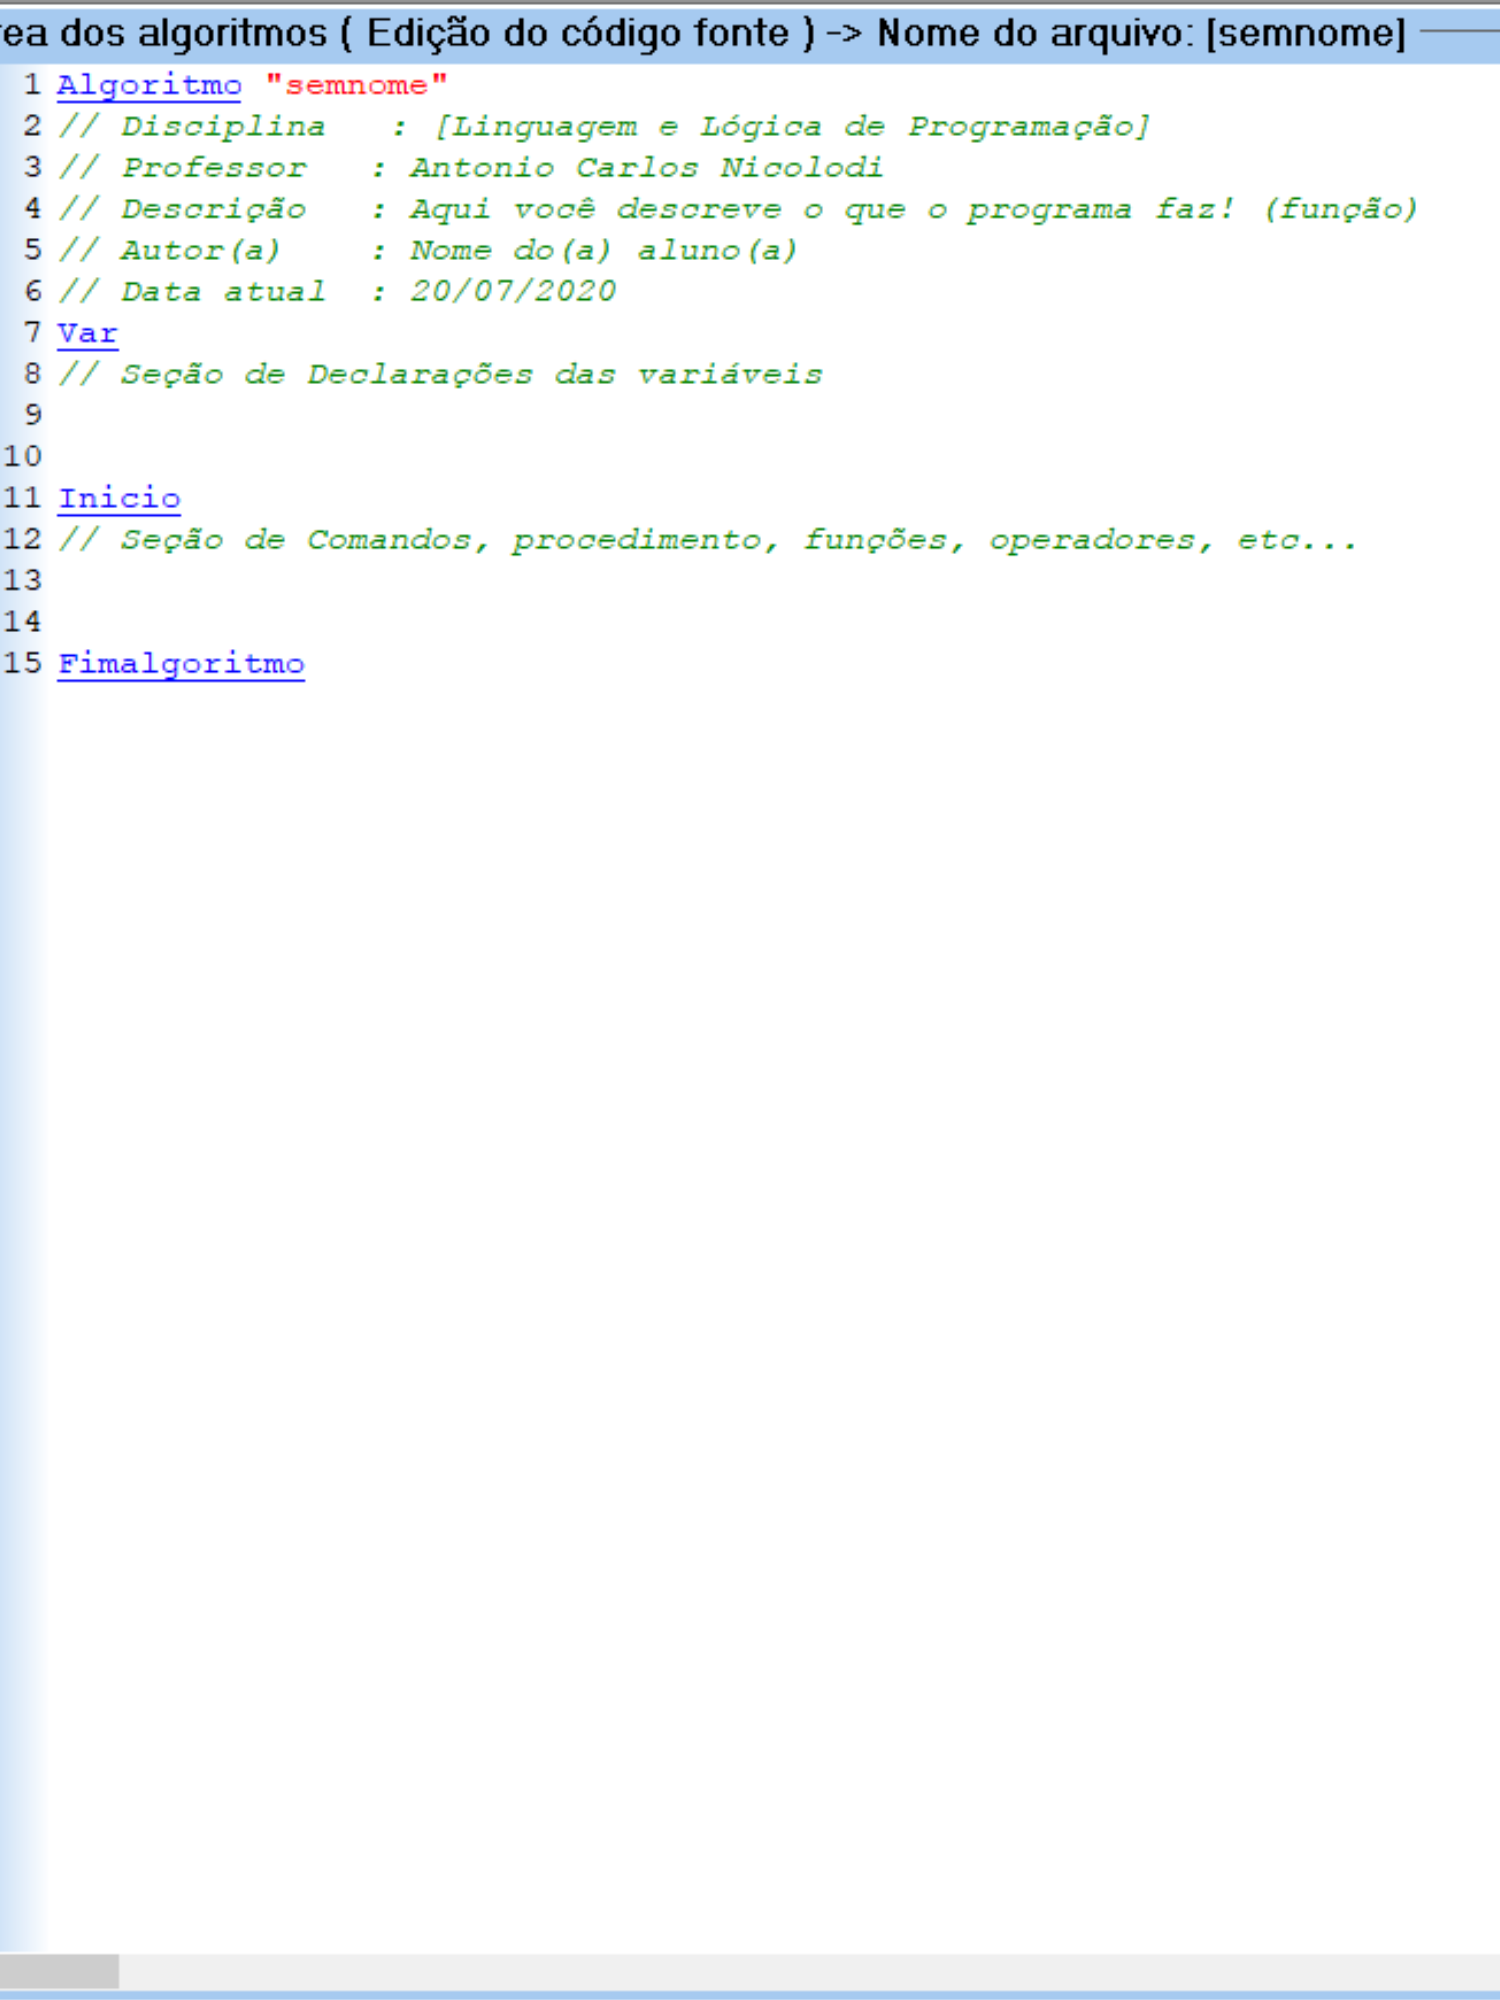 rea dos algoritmos ( Edição do código fonte ) -> Nome do arquivo: [semnome]
1 Algoritmo "semnome"
2 // Disciplina   : [Linguagem e Lógica de Programação]
3 // Professor   : Antonio Carlos Nicolodi
4 // Descrição   : Aqui você descreve o que o programa faz! (função)
5 // Autor(a)    : Nome do(a) aluno(a)
6 // Data atual  : 20/07/2020
7 Var
8 // Seção de Declarações das variáveis
9
10
11 Inicio
12 // Seção de Comandos, procedimento, funções, operadores, etc...
13
14
15 Fimalgoritmo